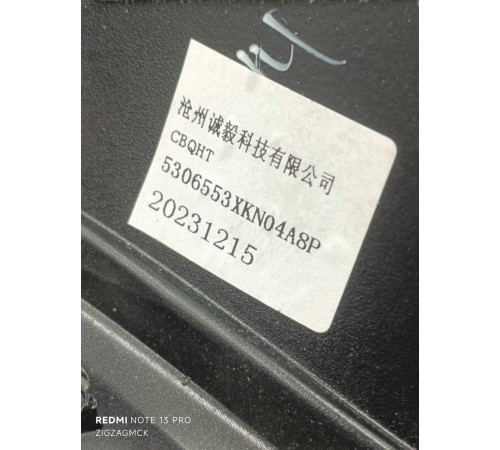 沧州诚毅科技有限公司
CBQHT
5306553XKN04A8P
20231215
REDMI NOTE 13 PRO
ZIGZAGMCK